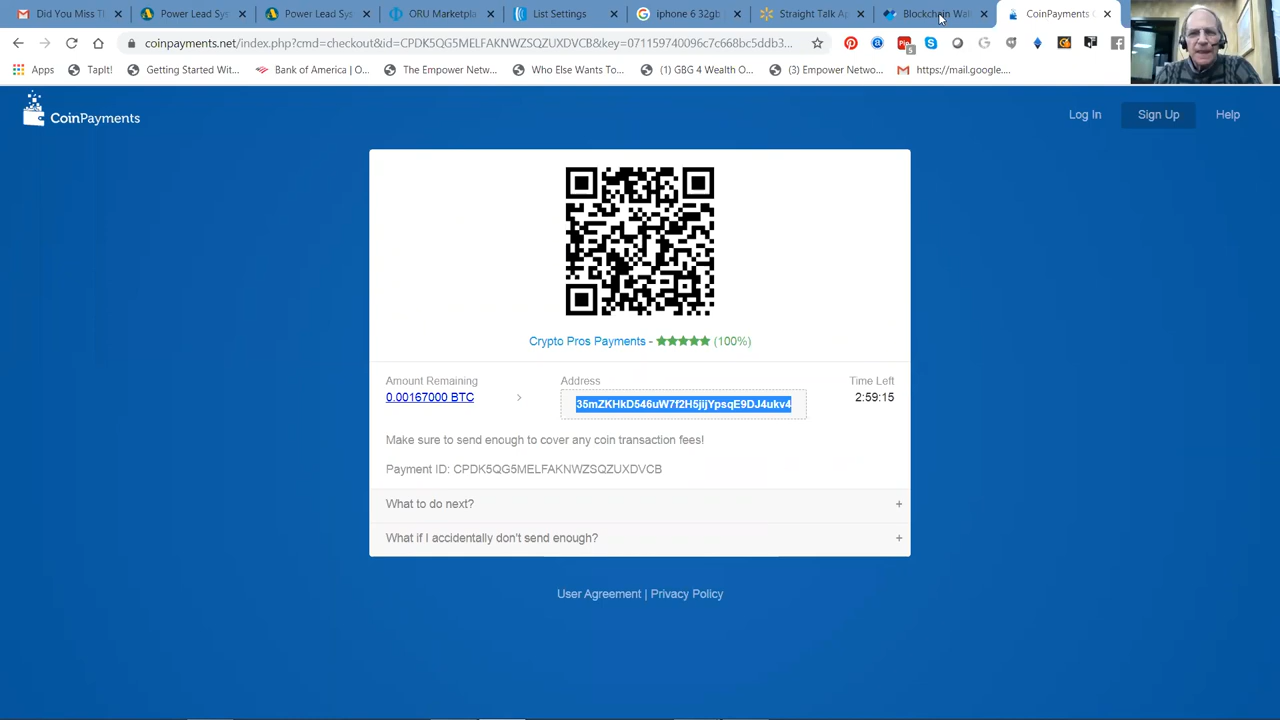 Did You Miss Tl
Power Lead Sys
Power Lead Sys
ORU Marketpla
List Settings
iphone 6 32gb
Straight Talk Ap
Blockchain Wal
CoinPayments
coinpayments.net/index.php?cmd=checkout&id=CPDK5QG5MELFAKNWZSQZUXDVCB&key=01159740096c7c668bc5ddb3...
5
Apps
TapIt!
Getting Started Wit...
Bank of America | O...
The Empower Netw...
Who Else Wants To...
(1) GBG 4 Wealth O...
(3) Empower Netwo...
https://mail.google....
CoinPayments
Log In
Sign Up
Help
Crypto Pros Payments - ★★★★★ (100%)
Amount Remaining
Address
Time Left
0.00167000 BTC
35mZKHkD546uW7f2H5jijYpsqE9DJ4ukv4
2:59:15
Make sure to send enough to cover any coin transaction fees!
Payment ID: CPDK5QG5MELFAKNWZSQZUXDVCB
What to do next? +
What if I accidentally don't send enough? +
User Agreement | Privacy Policy